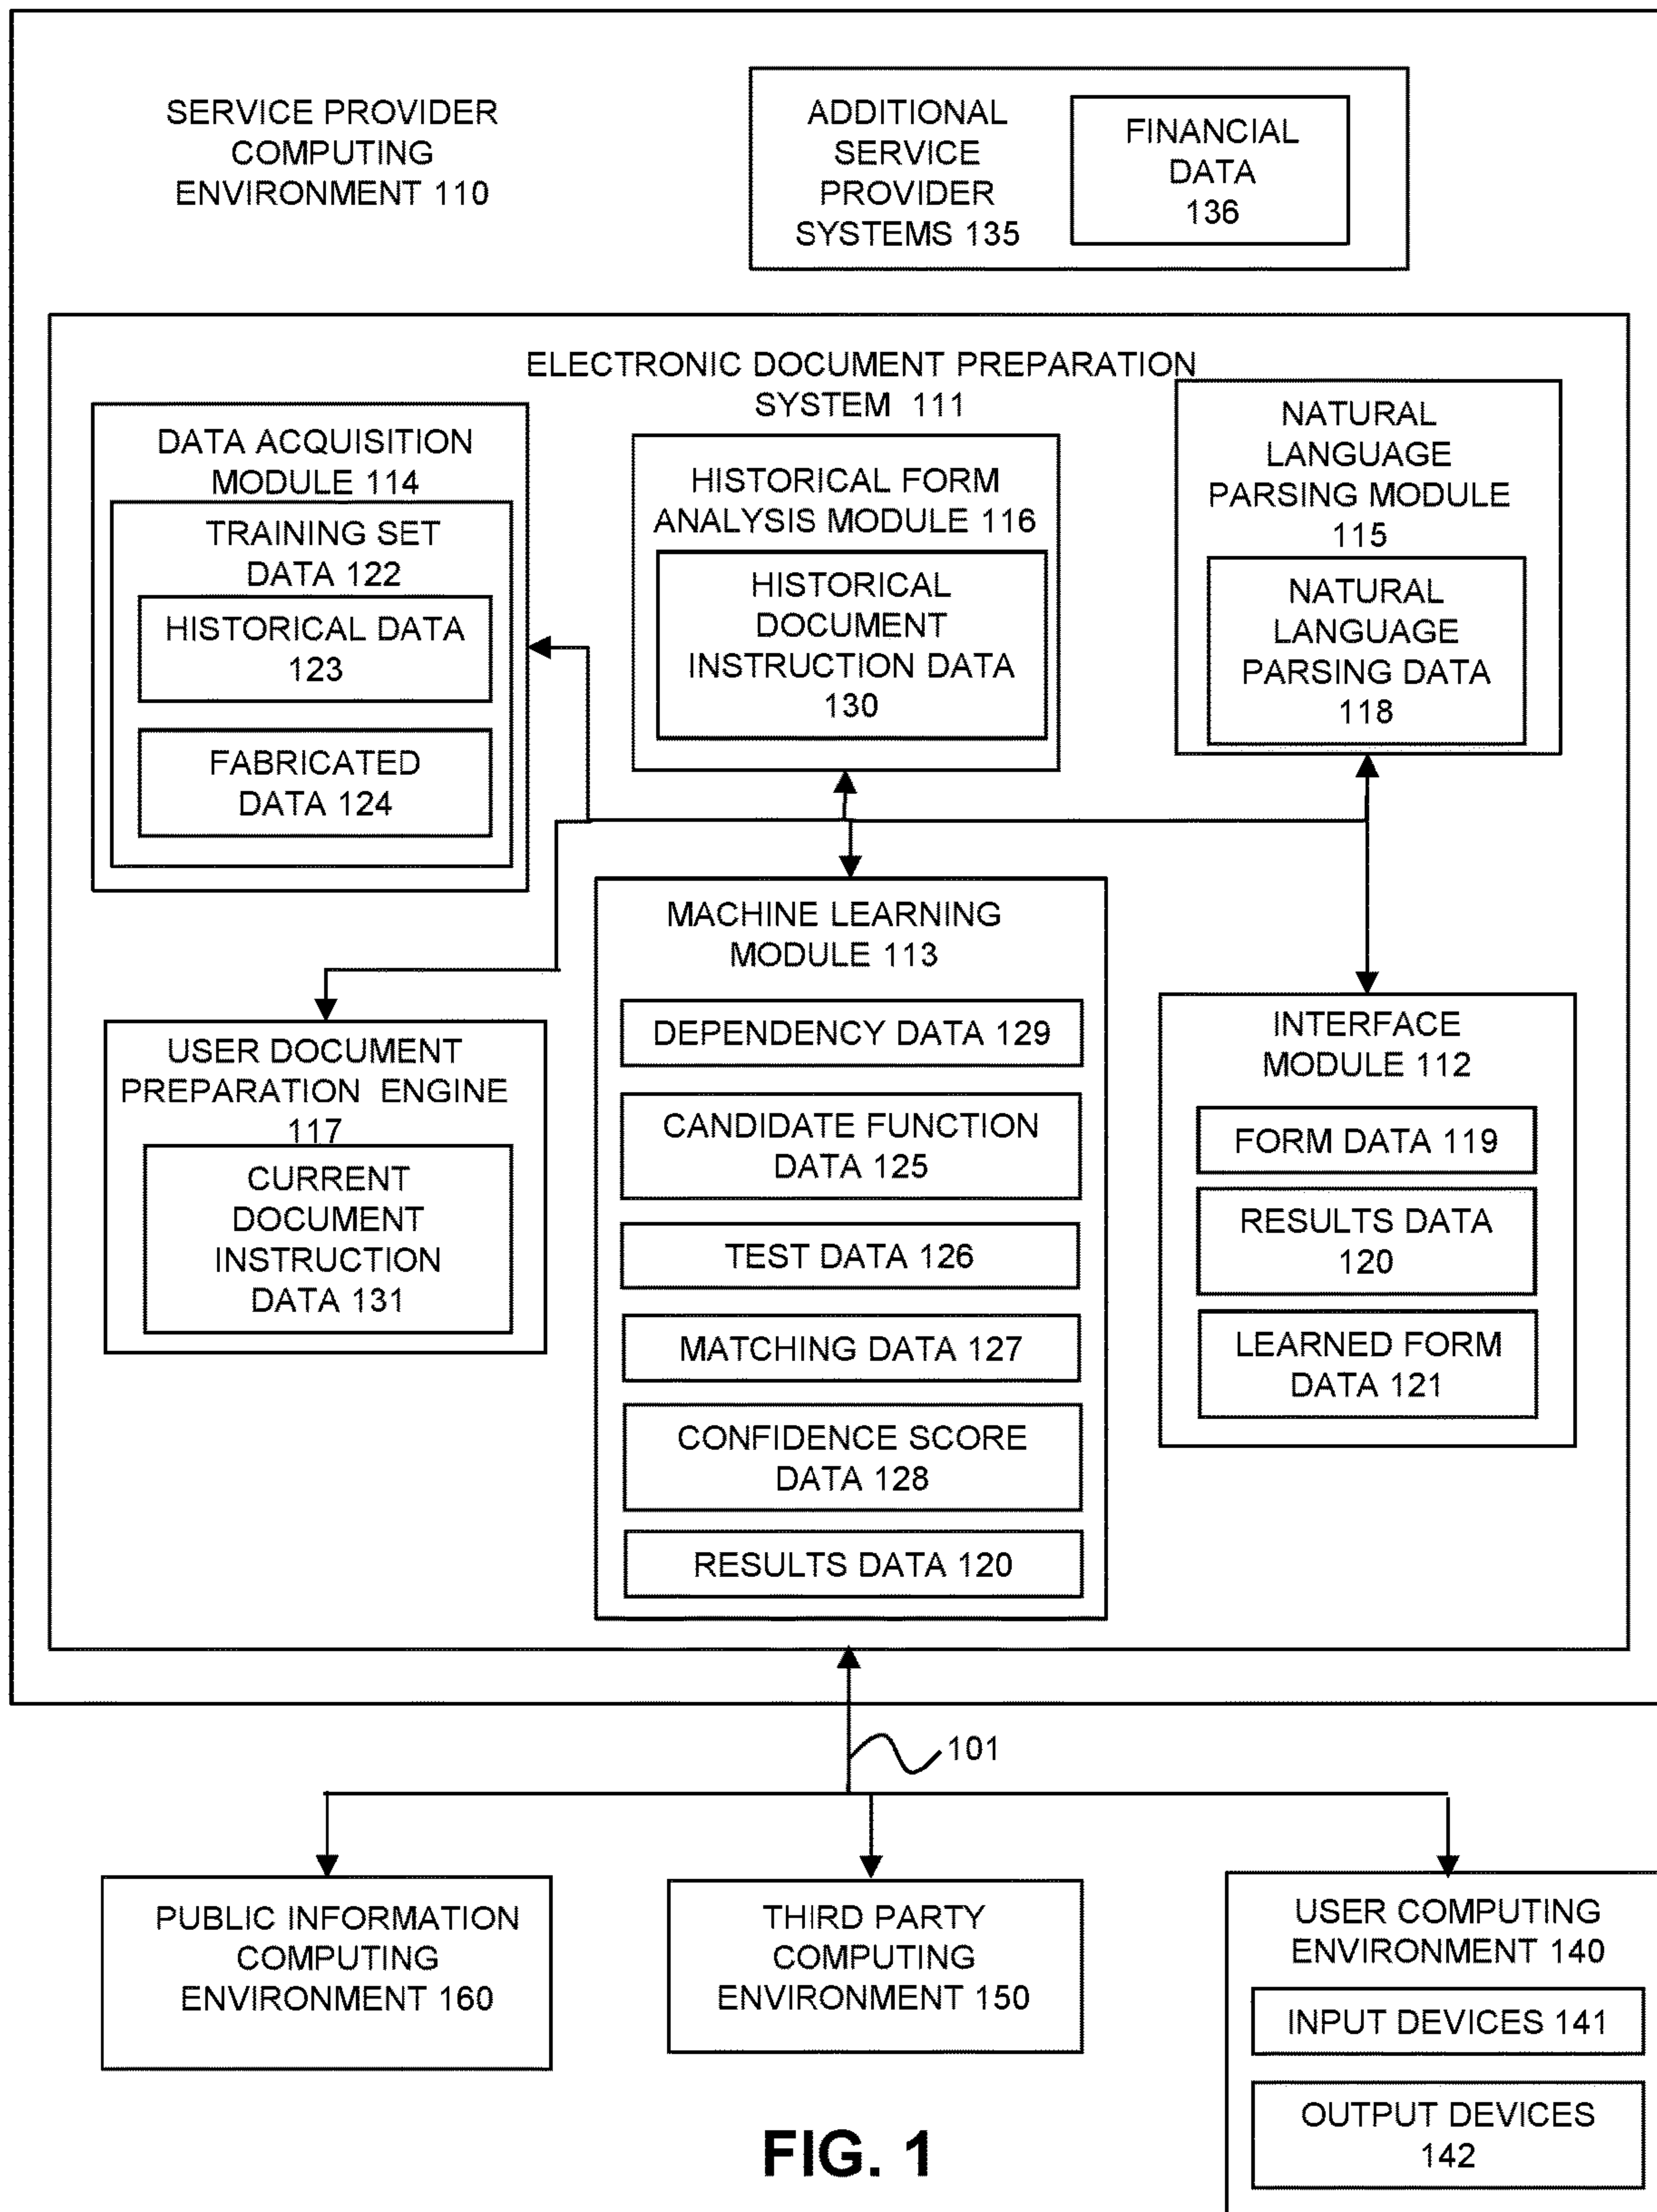 SERVICE PROVIDER
COMPUTING
ENVIRONMENT 110
ADDITIONAL
SERVICE
PROVIDER
SYSTEMS 135
FINANCIAL
DATA
136
ELECTRONIC DOCUMENT PREPARATION
SYSTEM 111
DATA ACQUISITION
MODULE 114
TRAINING SET
DATA 122
HISTORICAL DATA
123
FABRICATED
DATA 124
HISTORICAL FORM
ANALYSIS MODULE 116
HISTORICAL
DOCUMENT
INSTRUCTION DATA
130
NATURAL
LANGUAGE
PARSING MODULE
115
NATURAL
LANGUAGE
PARSING DATA
118
USER DOCUMENT
PREPARATION ENGINE
117
CURRENT
DOCUMENT
INSTRUCTION
DATA 131
MACHINE LEARNING
MODULE 113
DEPENDENCY DATA 129
CANDIDATE FUNCTION
DATA 125
TEST DATA 126
MATCHING DATA 127
CONFIDENCE SCORE
DATA 128
RESULTS DATA 120
INTERFACE
MODULE 112
FORM DATA 119
RESULTS DATA
120
LEARNED FORM
DATA 121
101
PUBLIC INFORMATION
COMPUTING
ENVIRONMENT 160
THIRD PARTY
COMPUTING
ENVIRONMENT 150
USER COMPUTING
ENVIRONMENT 140
INPUT DEVICES 141
OUTPUT DEVICES
142
FIG. 1